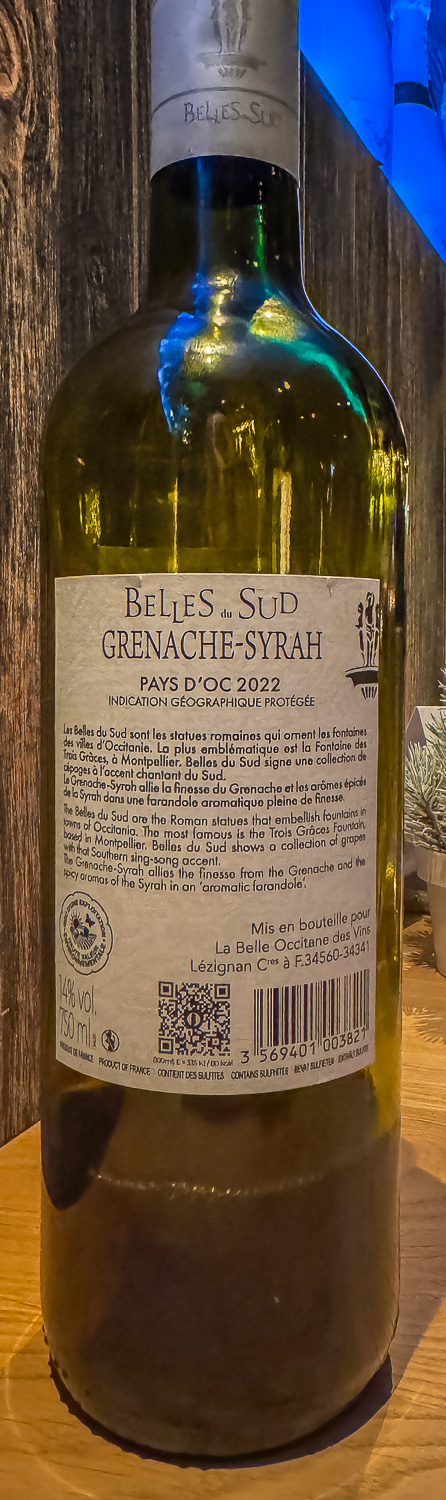 BELLES DU SUD
BELLES du SUD
GRENACHE-SYRAH
PAYS D'OC 2022
INDICATION GÉOGRAPHIQUE PROTÉGÉE
Les Belles du Sud sont les statues romaines qui ornent les fontaines
des villes d'Occitanie. La plus emblématique est la Fontaine des
Trois Grâces, à Montpellier. Belles du Sud signe une collection de
cépages à l'accent chantant du Sud.
Le Grenache-Syrah allie la finesse du Grenache et les arômes épicés
de la Syrah dans une farandole aromatique pleine de finesse.
The Belles du Sud are the Roman statues that embellish fountains in
towns of Occitania. The most famous is the Trois Grâces Fountain,
based in Montpellier. Belles du Sud shows a collection of grapes
with that Southern sing-song accent.
The Grenache-Syrah allies the finesse from the Grenache and the
spicy aromas of the Syrah in an 'aromatic farandole'.
Mis en bouteille pour
La Belle Occitane des Vins
Lézignan Cres à F.34560-34341
HAUTE VALEUR
ENVIRONNEMENTALE
14% vol.
750 ml e
3 569401 003821
PRODUIT DE FRANCE PRODUCT OF FRANCE
CONTIENT DES SULFITES CONTAINS SULPHITES BEVAT SULFIETEN ENTHÄLT SULFITE